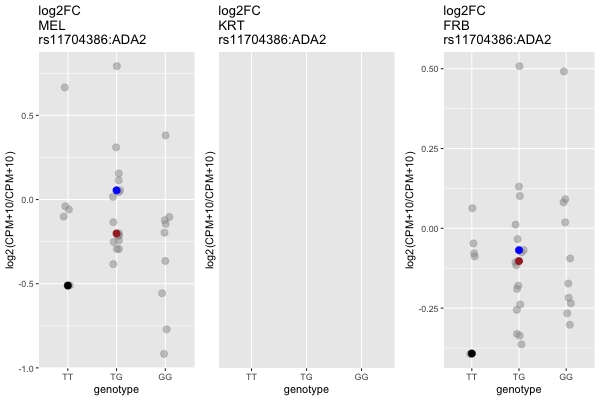 log2FC
MEL
rs11704386:ADA2
log2(CPM+10/CPM+10)
0.5
0.0
-0.5
-1.0
TT TG GG
genotype
log2FC
KRT
rs11704386:ADA2
log2(CPM+10/CPM+10)
TT TG GG
genotype
log2FC
FRB
rs11704386:ADA2
log2(CPM+10/CPM+10)
0.50
0.25
0.00
-0.25
TT TG GG
genotype